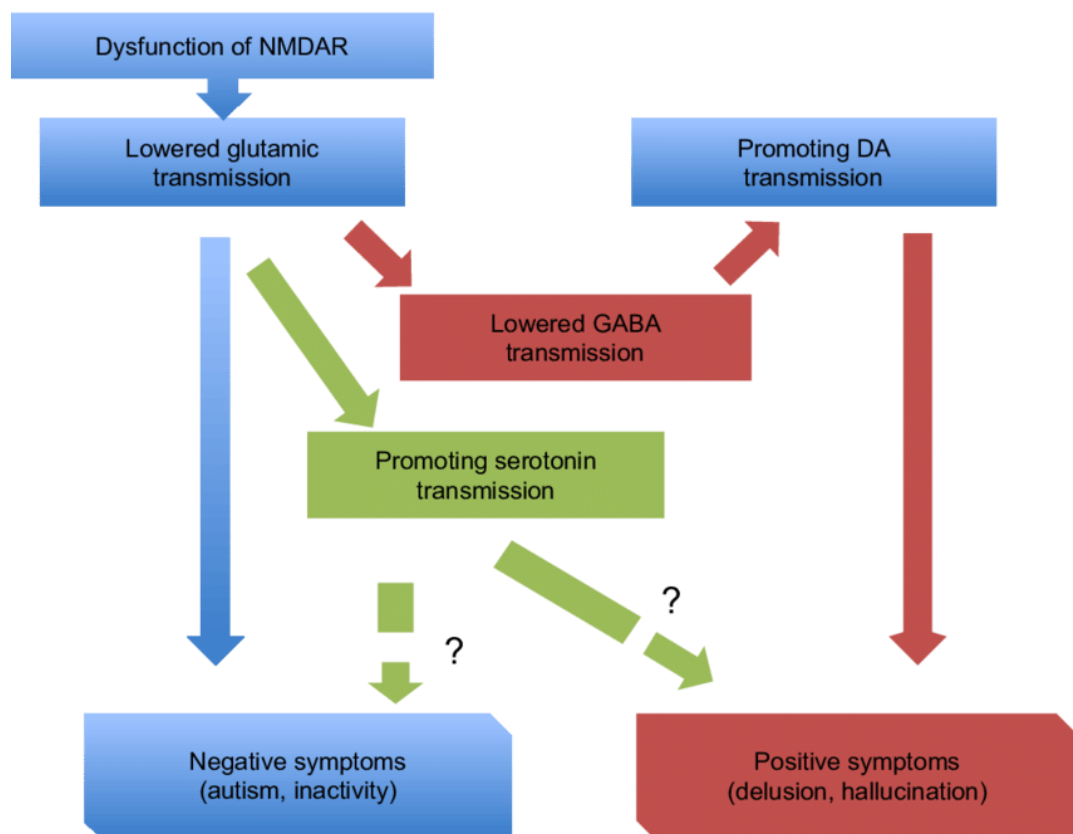 Dysfunction of NMDAR
Lowered glutamic
transmission
Promoting DA
transmission
Lowered GABA
transmission
Promoting serotonin
transmission
?
?
Negative symptoms
(autism, inactivity)
Positive symptoms
(delusion, hallucination)